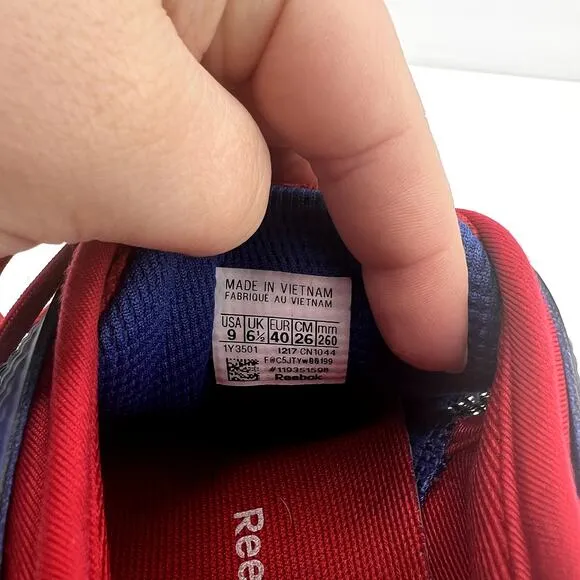 MADE IN VIETNAM
FABRIQUE AU VIETNAM
USA UK EUR CM mm
9 6½ 40 26 260
1Y3501 1217 CN1044
#119351598
Reebok
Ree